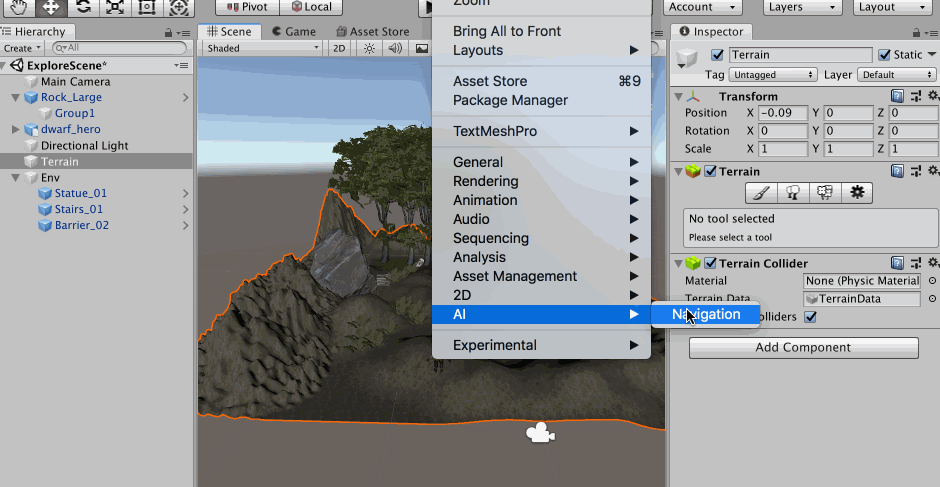 Pivot
Local
Account
Layers
Layout
Hierarchy
Create
All
ExploreScene*
Main Camera
Rock_Large
Group1
dwarf_hero
Directional Light
Terrain
Env
Statue_01
Stairs_01
Barrier_02
Scene
Game
Asset Store
Shaded
2D
Zoom
Bring All to Front
Layouts
Asset Store ⌘9
Package Manager
TextMeshPro
General
Rendering
Animation
Audio
Sequencing
Analysis
Asset Management
2D
AI
Navigation
Experimental
Inspector
Terrain
Static
Tag Untagged Layer Default
Transform
Position X -0.09 Y 0 Z 0
Rotation X 0 Y 0 Z 0
Scale X 1 Y 1 Z 1
Terrain
No tool selected
Please select a tool
Terrain Collider
Material None (Physic Material
Terrain Data TerrainData
olliders
Add Component